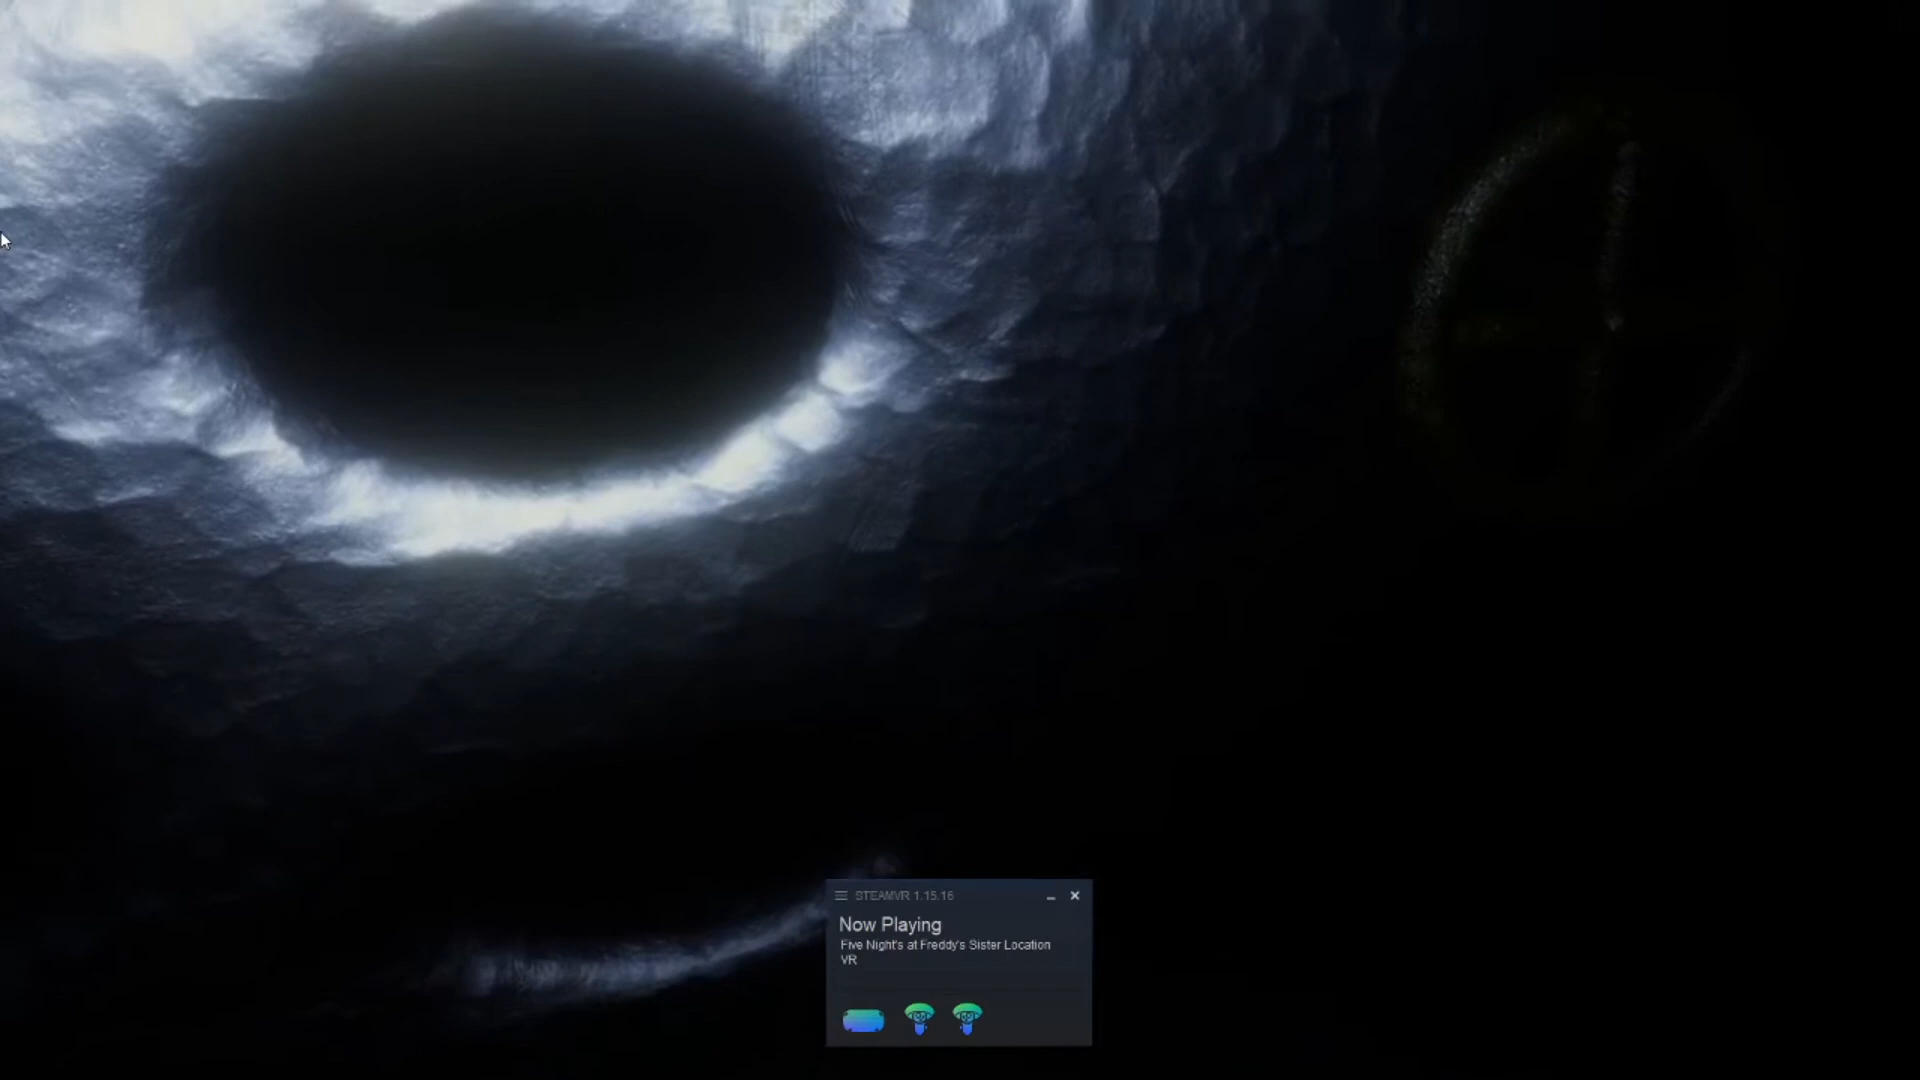 STEAMVR 1.15.16
Now Playing
Five Night's at Freddy's Sister Location
VR